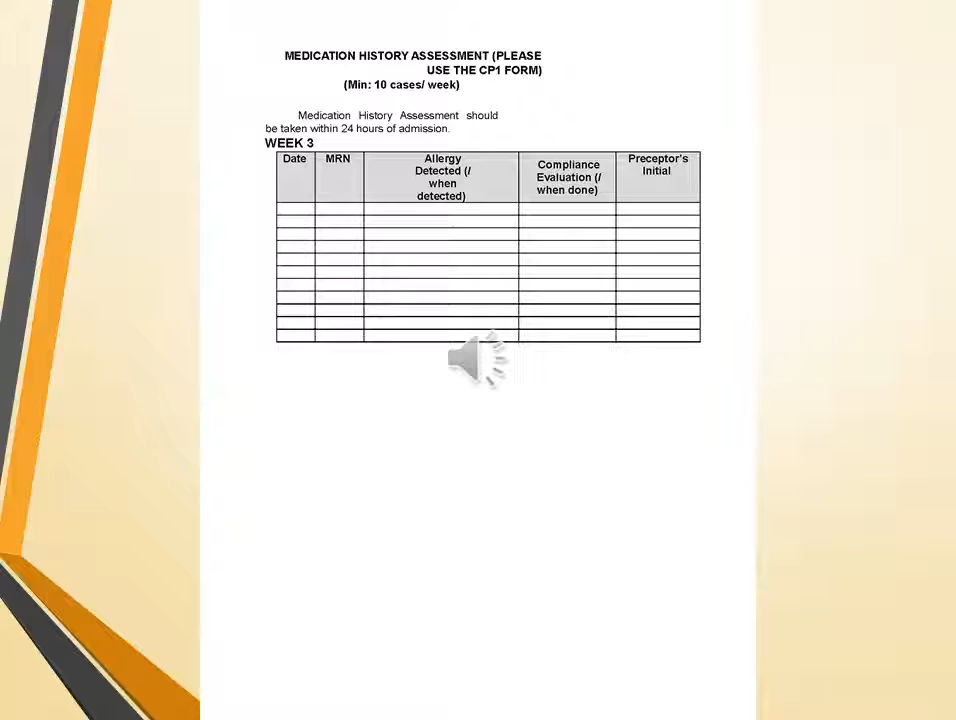 MEDICATION HISTORY ASSESSMENT (PLEASE
USE THE CP1 FORM)
(Min: 10 cases/ week)
Medication History Assessment should
be taken within 24 hours of admission.
WEEK 3
Date MRN Allergy Detected (/ when detected) Compliance Evaluation (/ when done) Preceptor's Initial